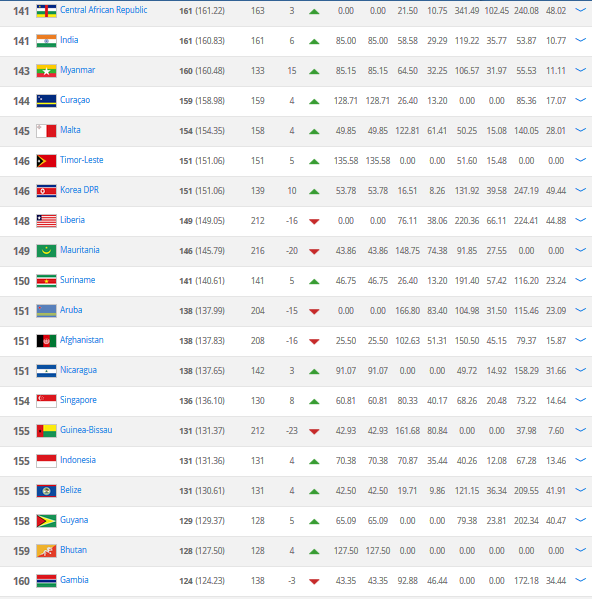 141 Central African Republic 161 (161.22) 163 3 0.00 0.00 21.50 10.75 341.49 102.45 240.08 48.02
141 India 161 (160.83) 161 6 85.00 85.00 58.58 29.29 119.22 35.77 53.87 10.77
143 Myanmar 160 (160.48) 133 15 85.15 85.15 64.50 32.25 106.57 31.97 55.53 11.11
144 Curaçao 159 (158.98) 159 4 128.71 128.71 26.40 13.20 0.00 0.00 85.36 17.07
145 Malta 154 (154.35) 158 4 49.85 49.85 122.81 61.41 50.25 15.08 140.05 28.01
146 Timor-Leste 151 (151.06) 151 5 135.58 135.58 0.00 0.00 51.60 15.48 0.00 0.00
146 Korea DPR 151 (151.06) 139 10 53.78 53.78 16.51 8.26 131.92 39.58 247.19 49.44
148 Liberia 149 (149.05) 212 -16 0.00 0.00 76.11 38.06 220.36 66.11 224.41 44.88
149 Mauritania 146 (145.79) 216 -20 43.86 43.86 148.75 74.38 91.85 27.55 0.00 0.00
150 Suriname 141 (140.61) 141 5 46.75 46.75 26.40 13.20 191.40 57.42 116.20 23.24
151 Aruba 138 (137.99) 204 -15 0.00 0.00 166.80 83.40 104.98 31.50 115.46 23.09
151 Afghanistan 138 (137.83) 208 -16 25.50 25.50 102.63 51.31 150.50 45.15 79.37 15.87
151 Nicaragua 138 (137.65) 142 3 91.07 91.07 0.00 0.00 49.72 14.92 158.29 31.66
154 Singapore 136 (136.10) 130 8 60.81 60.81 80.33 40.17 68.26 20.48 73.22 14.64
155 Guinea-Bissau 131 (131.37) 212 -23 42.93 42.93 161.68 80.84 0.00 0.00 37.98 7.60
155 Indonesia 131 (131.36) 131 4 70.38 70.38 70.87 35.44 40.26 12.08 67.28 13.46
155 Belize 131 (130.61) 131 4 42.50 42.50 19.71 9.86 121.15 36.34 209.55 41.91
158 Guyana 129 (129.37) 128 5 65.09 65.09 0.00 0.00 79.38 23.81 202.34 40.47
159 Bhutan 128 (127.50) 128 4 127.50 127.50 0.00 0.00 0.00 0.00 0.00 0.00
160 Gambia 124 (124.23) 138 -3 43.35 43.35 92.88 46.44 0.00 0.00 172.18 34.44